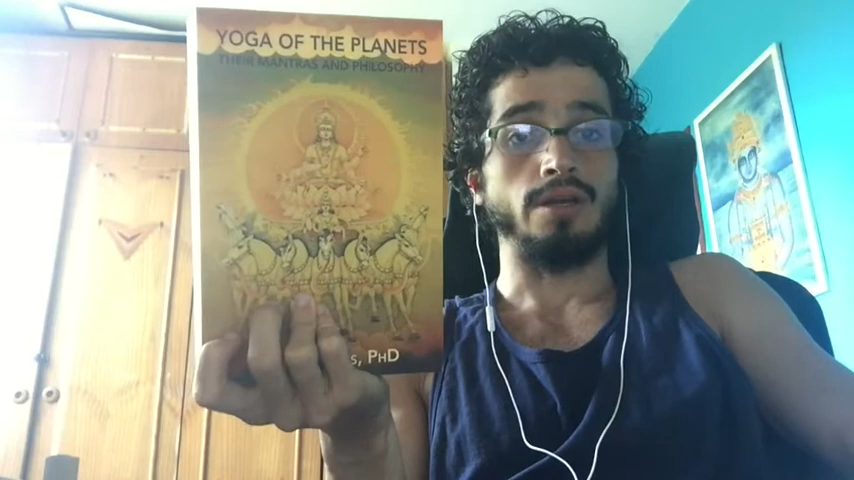 YOGA OF THE PLANETS
THEIR MANTRAS AND PHILOSOPHY
S, PHD